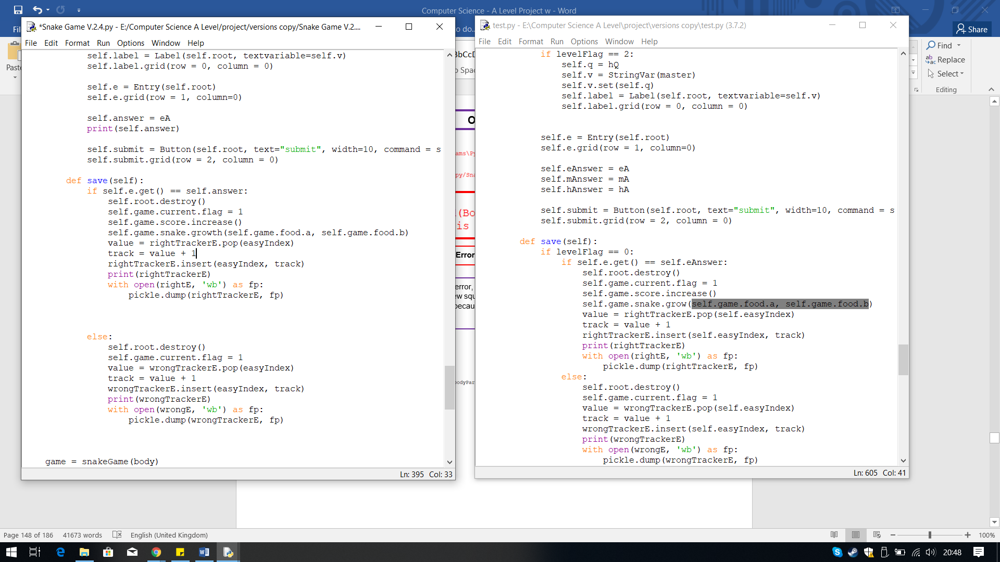 Computer Science - A Level Project w - Word
Share
Paste
Find
Replace
Select
Editing
*Snake Game V.2.4.py - E:/Computer Science A Level/project/versions copy/Snake Game V.2....
File Edit Format Run Options Window Help
self.label = Label(self.root, textvariable=self.v)
self.label.grid(row = 0, column = 0)
self.e = Entry(self.root)
self.e.grid(row = 1, column=0)
self.answer = eA
print(self.answer)
self.submit = Button(self.root, text="submit", width=10, command = s
self.submit.grid(row = 2, column = 0)
def save(self):
if self.e.get() == self.answer:
self.root.destroy()
self.game.current.flag = 1
self.game.score.increase()
self.game.snake.growth(self.game.food.a, self.game.food.b)
value = rightTrackerE.pop(easyIndex)
track = value + 1
rightTrackerE.insert(easyIndex, track)
print(rightTrackerE)
with open(rightE, 'wb') as fp:
pickle.dump(rightTrackerE, fp)
else:
self.root.destroy()
self.game.current.flag = 1
value = wrongTrackerE.pop(easyIndex)
track = value + 1
wrongTrackerE.insert(easyIndex, track)
print(wrongTrackerE)
with open(wrongE, 'wb') as fp:
pickle.dump(wrongTrackerE, fp)
game = snakeGame(body)
Ln: 395 Col: 33
Error
error,
becau
test.py - E:\Computer Science A Level\project\versions copy\test.py (3.7.2)
File Edit Format Run Options Window Help
if levelFlag == 2:
self.q = hQ
self.v = StringVar(master)
self.v.set(self.q)
self.label = Label(self.root, textvariable=self.v)
self.label.grid(row = 0, column = 0)
self.e = Entry(self.root)
self.e.grid(row = 1, column=0)
self.eAnswer = eA
self.mAnswer = mA
self.hAnswer = hA
self.submit = Button(self.root, text="submit", width=10, command = s
self.submit.grid(row = 2, column = 0)
def save(self):
if levelFlag == 0:
if self.e.get() == self.eAnswer:
self.root.destroy()
self.game.current.flag = 1
self.game.score.increase()
self.game.snake.grow(self.game.food.a, self.game.food.b)
value = rightTrackerE.pop(self.easyIndex)
track = value + 1
rightTrackerE.insert(self.easyIndex, track)
print(rightTrackerE)
with open(rightE, 'wb') as fp:
pickle.dump(rightTrackerE, fp)
else:
self.root.destroy()
self.game.current.flag = 1
value = wrongTrackerE.pop(self.easyIndex)
track = value + 1
wrongTrackerE.insert(self.easyIndex, track)
print(wrongTrackerE)
with open(wrongE, 'wb') as fp:
pickle.dump(wrongTrackerE, fp)
Ln: 605 Col: 41
Page 148 of 186 41673 words English (United Kingdom)
100%
20:48